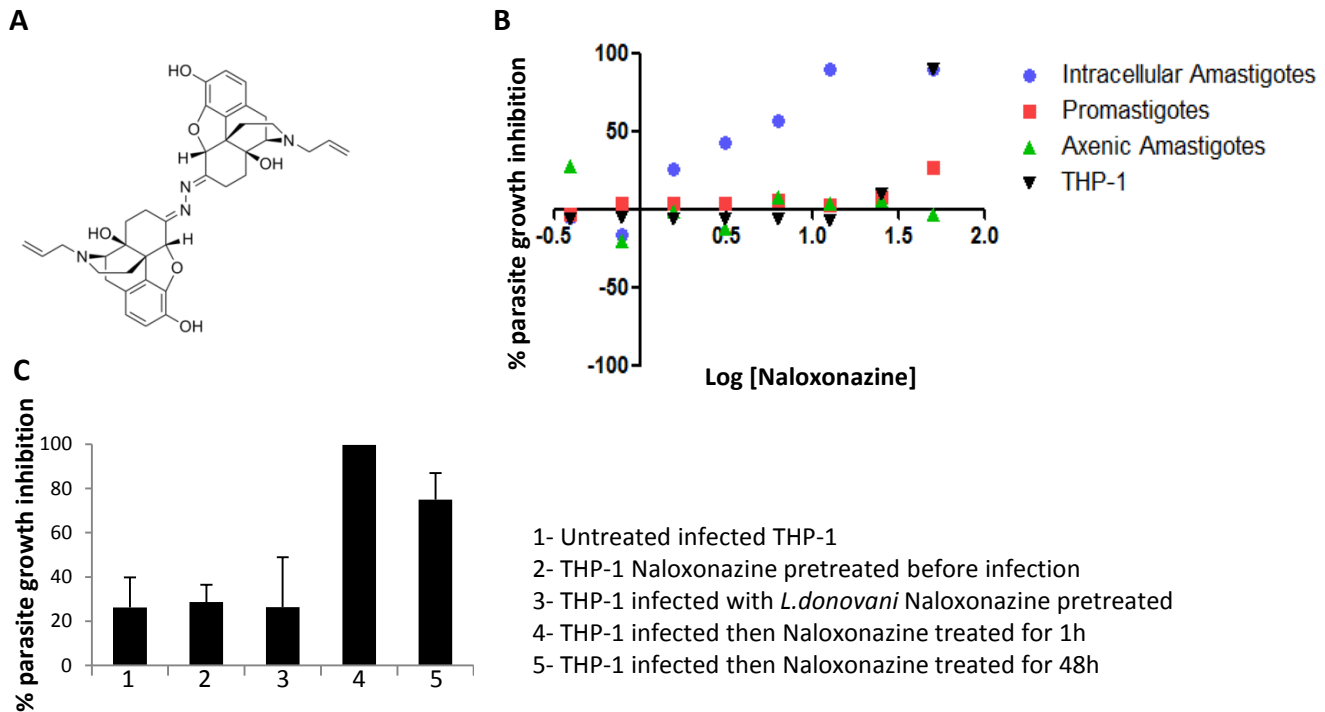 A
HO
O
H
N
OH
N
N
HO
H
N
O
OH
B
% parasite growth inhibition
100
50
-50
-100
-0.5
0.5
1.0
1.5
2.0
Log [Naloxonazine]
Intracellular Amastigotes
Promastigotes
Axenic Amastigotes
THP-1
C
% parasite growth inhibition
100
80
60
40
20
0
1 2 3 4 5
1- Untreated infected THP-1
2- THP-1 Naloxonazine pretreated before infection
3- THP-1 infected with L.donovani Naloxonazine pretreated
4- THP-1 infected then Naloxonazine treated for 1h
5- THP-1 infected then Naloxonazine treated for 48h